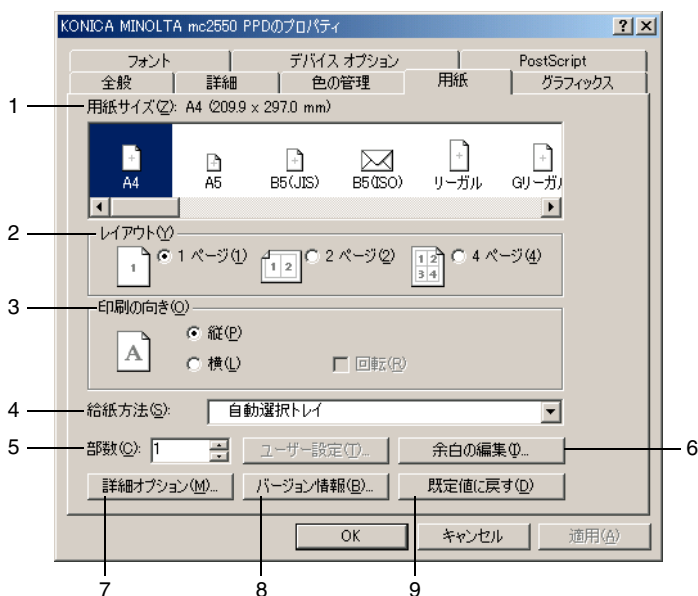 KONICA MINOLTA mc2550 PPDのプロパティ
フォント デバイス オプション PostScript
全般 詳細 色の管理 用紙 グラフィックス
1 用紙サイズ(Z): A4 (209.9 x 297.0 mm)
A4 A5 B5(JIS) B5(ISO) リーガル Gリーガル
2 レイアウト(Y)
1 1 ページ(1) 1 2 2 ページ(2) 1 2 3 4 4 ページ(4)
3 印刷の向き(O)
A 縦(P)
横(L) 回転(R)
4 給紙方法(S): 自動選択トレイ
5 部数(C): 1 ユーザー設定(T)... 余白の編集(I)... 6
詳細オプション(M)... バージョン情報(B)... 既定値に戻す(D)
OK キャンセル 適用(A)
7 8 9